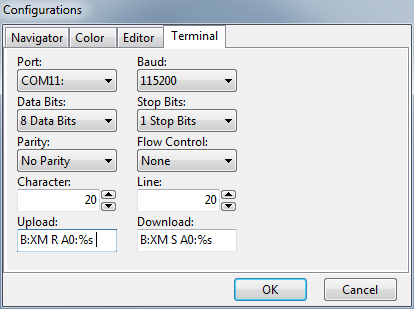 Configurations
Navigator Color Editor Terminal
Port: Baud:
COM11: 115200
Data Bits: Stop Bits:
8 Data Bits 1 Stop Bits
Parity: Flow Control:
No Parity None
Character: Line:
20 20
Upload: Download:
B:XM R A0:%s B:XM S A0:%s
OK Cancel